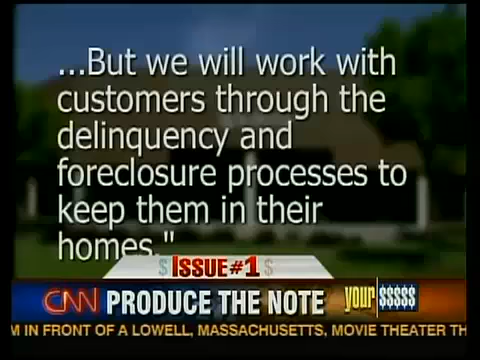 ...But we will work with
customers through the
delinquency and
foreclosure processes to
keep them in their
homes."
$ ISSUE #1 $
CNN PRODUCE THE NOTE your $$$$$
M IN FRONT OF A LOWELL, MASSACHUSETTS, MOVIE THEATER TH